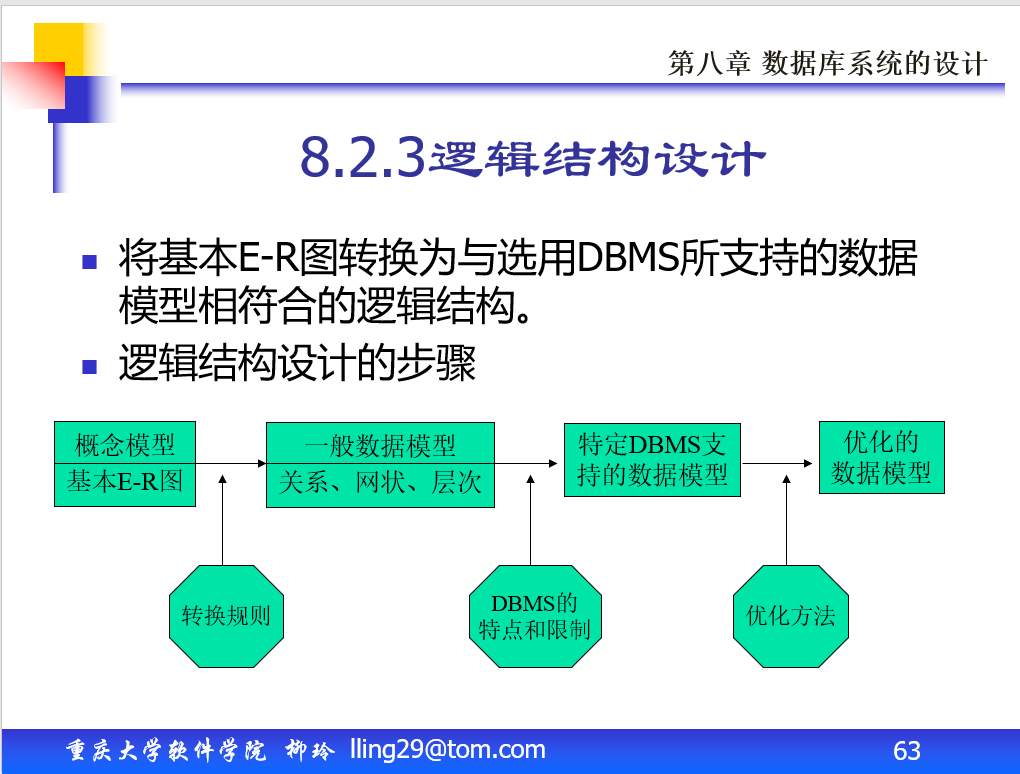 第八章 数据库系统的设计
8.2.3逻辑结构设计
将基本E-R图转换为与选用DBMS所支持的数据
模型相符合的逻辑结构。
逻辑结构设计的步骤
概念模型
基本E-R图
一般数据模型
关系、网状、层次
特定DBMS支
持的数据模型
优化的
数据模型
转换规则
DBMS的
特点和限制
优化方法
重庆大学软件学院 柳玲 lling29@tom.com
63